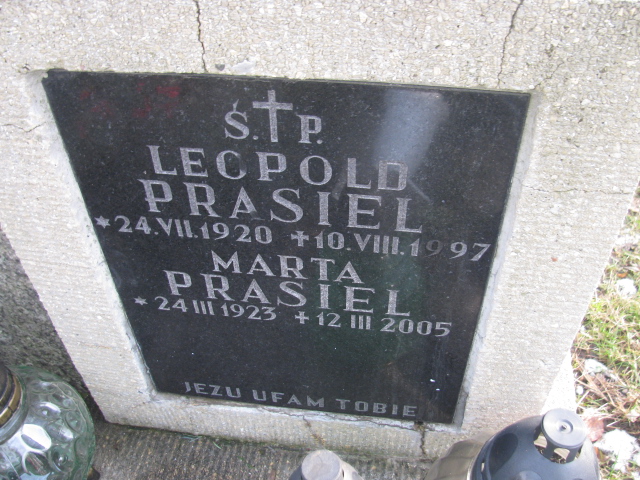 Ś.✝P.
LEOPOLD
PRASIEL
*24.VII.1920 +10.VIII.1997
MARTA
PRASIEL
*24 III 1923 +12 III 2005
JEZU UFAM TOBIE